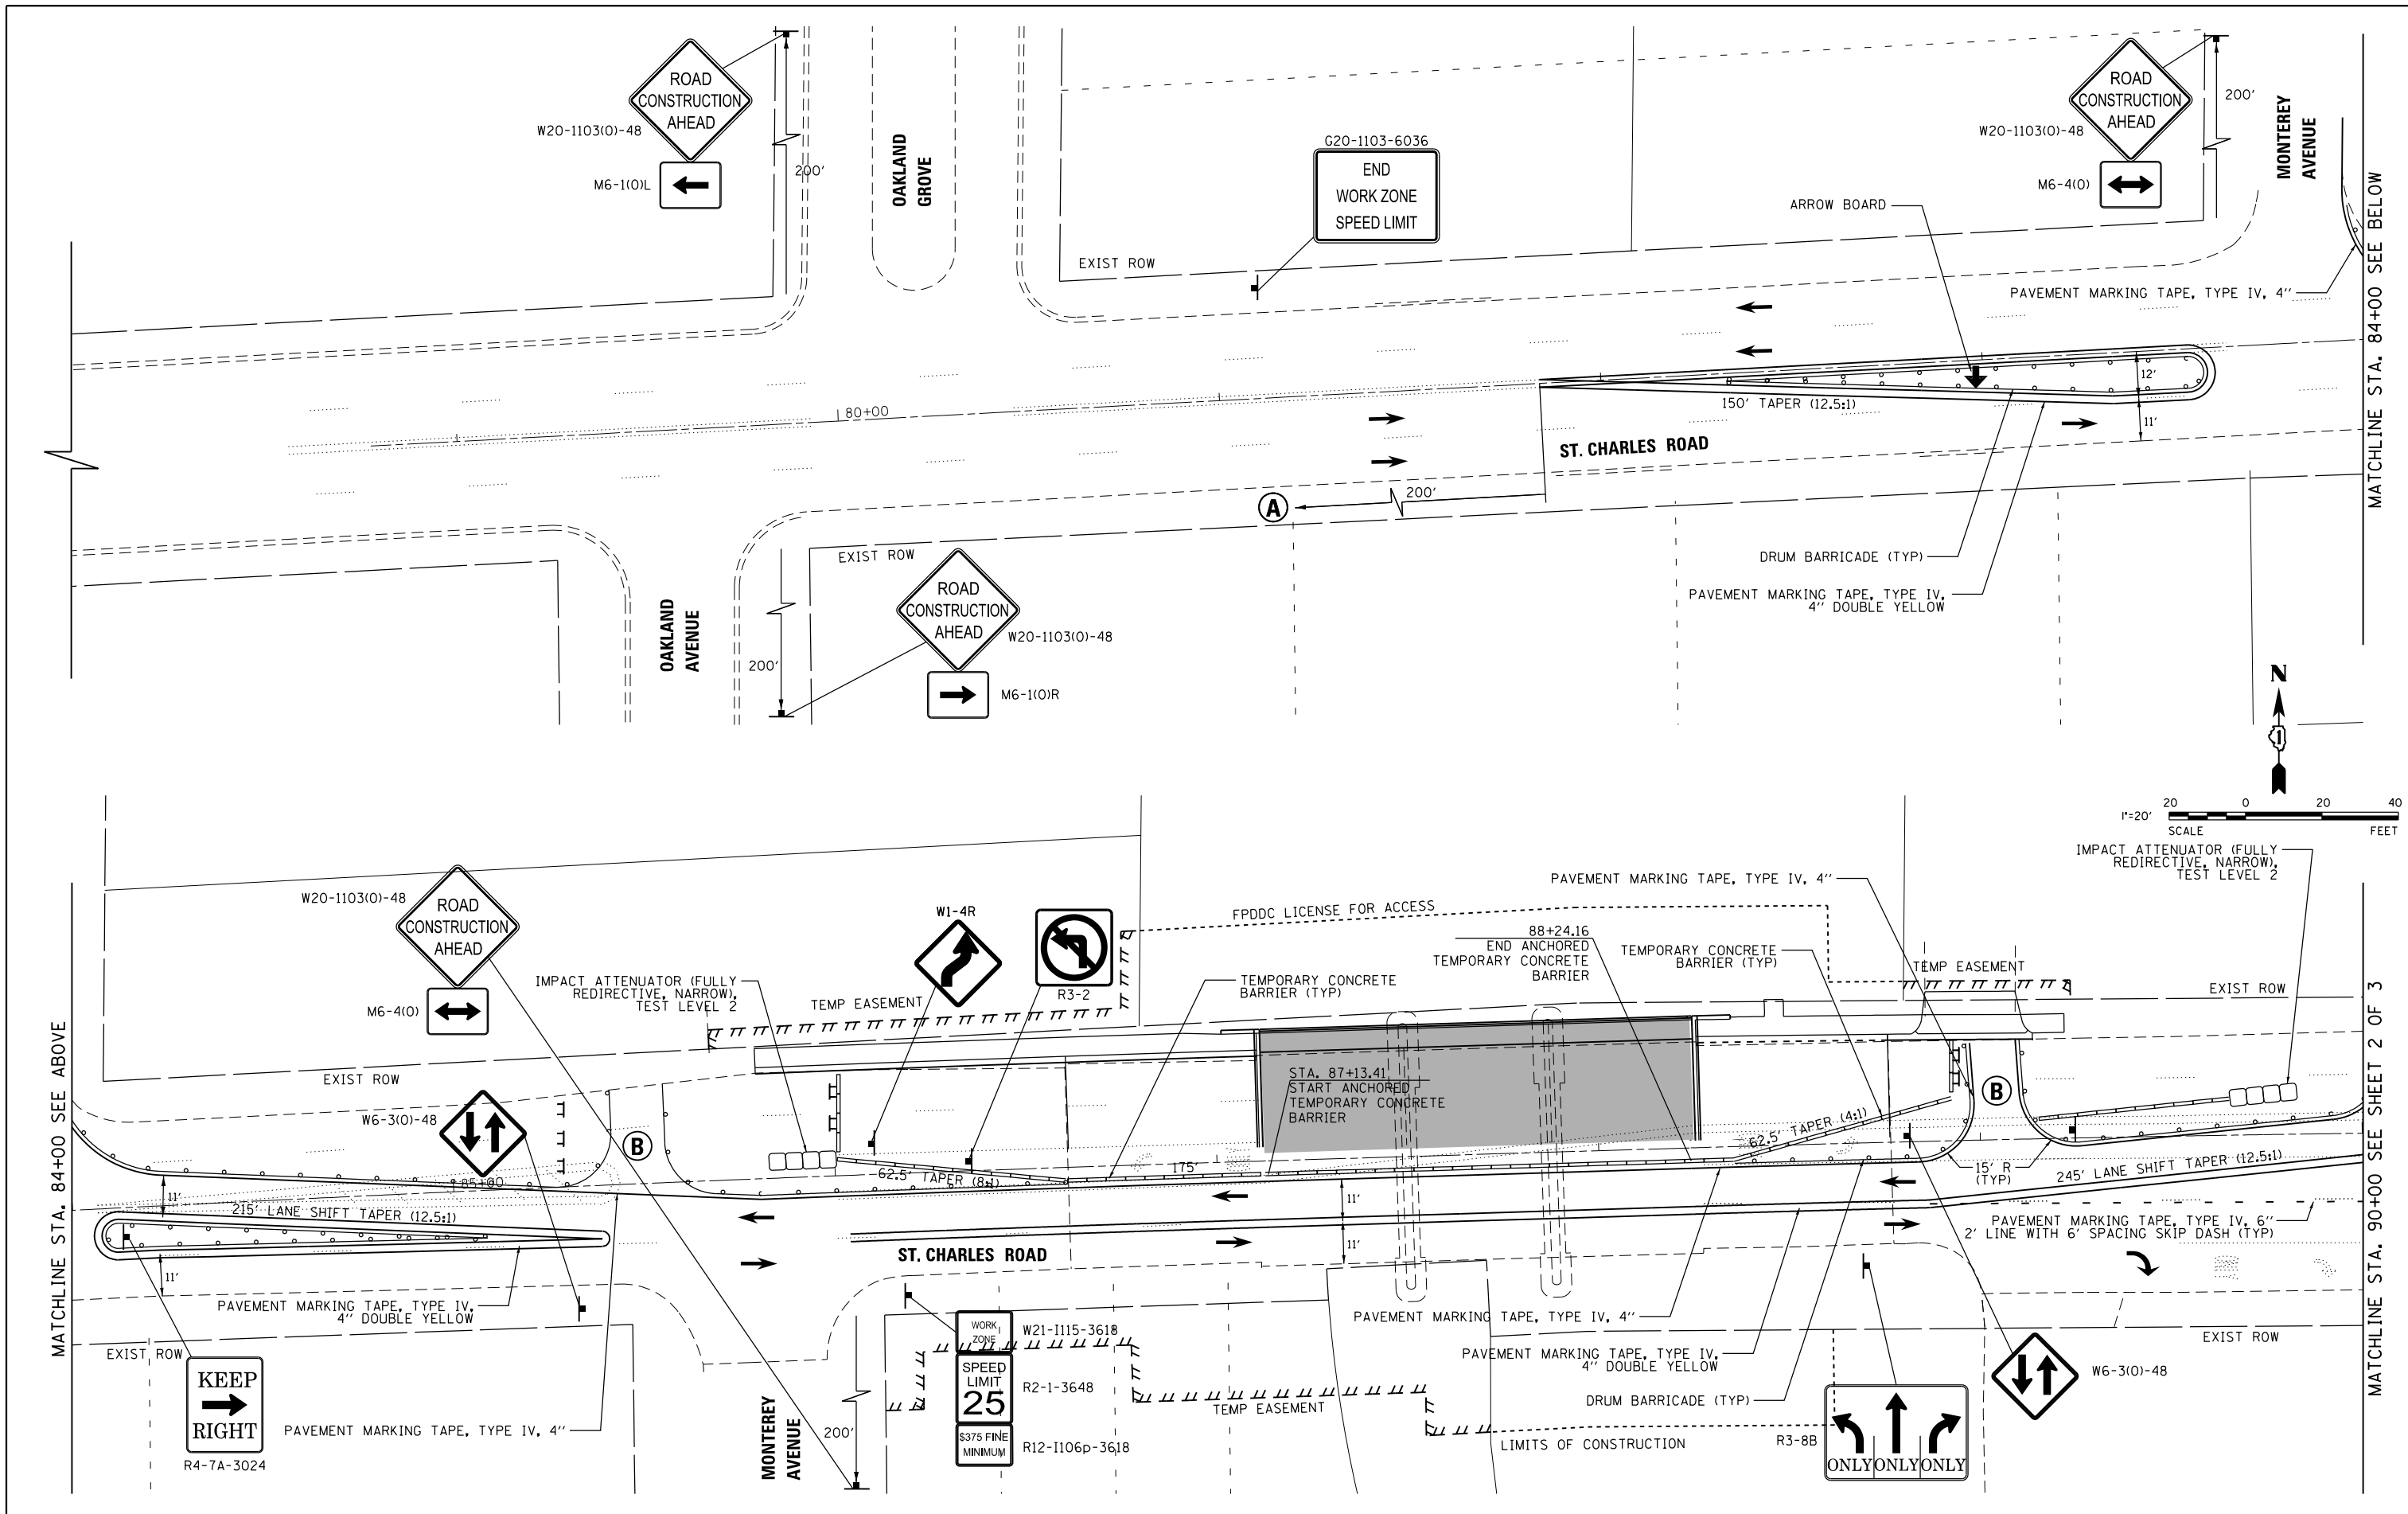 ROAD
CONSTRUCTION
AHEAD
W20-1103(O)-48
M6-1(O)L
200'
OAKLAND
GROVE
G20-1103-6036
END
WORK ZONE
SPEED LIMIT
ROAD
CONSTRUCTION
AHEAD
W20-1103(O)-48
M6-4(O)
200'
MONTEREY
AVENUE
ARROW BOARD
EXIST ROW
PAVEMENT MARKING TAPE, TYPE IV, 4''
MATCHLINE STA. 84+00 SEE BELOW
12'
11'
80+00
150' TAPER (12.5:1)
ST. CHARLES ROAD
A
200'
EXIST ROW
DRUM BARRICADE (TYP)
PAVEMENT MARKING TAPE, TYPE IV,
4'' DOUBLE YELLOW
OAKLAND
AVENUE
200'
ROAD
CONSTRUCTION
AHEAD
W20-1103(O)-48
M6-1(O)R
N
1
20 0 20 40
1"=20'
SCALE FEET
IMPACT ATTENUATOR (FULLY
REDIRECTIVE, NARROW),
TEST LEVEL 2
W20-1103(O)-48
ROAD
CONSTRUCTION
AHEAD
M6-4(O)
W1-4R
R3-2
FPDDC LICENSE FOR ACCESS
PAVEMENT MARKING TAPE, TYPE IV, 4''
88+24.16
END ANCHORED
TEMPORARY CONCRETE
BARRIER
TEMPORARY CONCRETE
BARRIER (TYP)
TEMP EASEMENT
EXIST ROW
IMPACT ATTENUATOR (FULLY
REDIRECTIVE, NARROW),
TEST LEVEL 2
TEMP EASEMENT
TEMPORARY CONCRETE
BARRIER (TYP)
MATCHLINE STA. 84+00 SEE ABOVE
EXIST ROW
W6-3(O)-48
STA. 87+13.41
START ANCHORED
TEMPORARY CONCRETE
BARRIER
B
B
85+00
11'
215' LANE SHIFT TAPER (12.5:1)
62.5' TAPER (8:1)
175'
62.5' TAPER (4:1)
15' R
(TYP)
245' LANE SHIFT TAPER (12.5:1)
11'
11'
11'
ST. CHARLES ROAD
PAVEMENT MARKING TAPE, TYPE IV, 6''
2' LINE WITH 6' SPACING SKIP DASH (TYP)
PAVEMENT MARKING TAPE, TYPE IV,
4'' DOUBLE YELLOW
EXIST ROW
KEEP
RIGHT
R4-7A-3024
PAVEMENT MARKING TAPE, TYPE IV, 4''
MONTEREY
AVENUE
200'
WORK
ZONE
W21-I115-3618
SPEED
LIMIT
25
R2-1-3648
$375 FINE
MINIMUM
R12-I106p-3618
TEMP EASEMENT
PAVEMENT MARKING TAPE, TYPE IV, 4''
PAVEMENT MARKING TAPE, TYPE IV,
4'' DOUBLE YELLOW
DRUM BARRICADE (TYP)
LIMITS OF CONSTRUCTION
R3-8B
ONLY ONLY ONLY
W6-3(O)-48
EXIST ROW
MATCHLINE STA. 90+00 SEE SHEET 2 OF 3